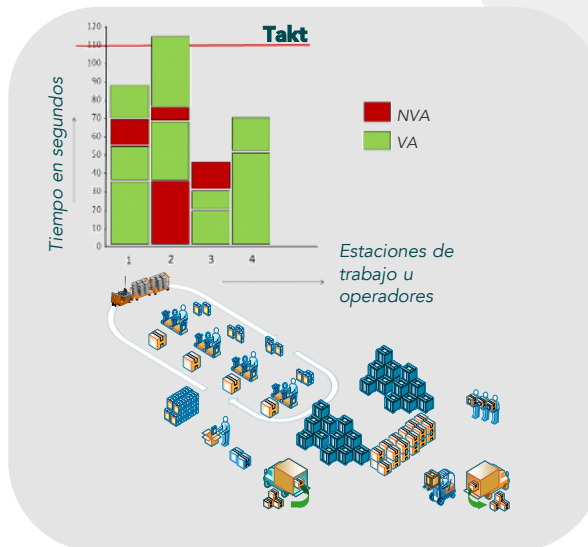 120
Takt
110
100
90
80
70
60
50
40
30
20
10
0
Tiempo en segundos
NVA
VA
1 2 3 4
Estaciones de
trabajo u
operadores